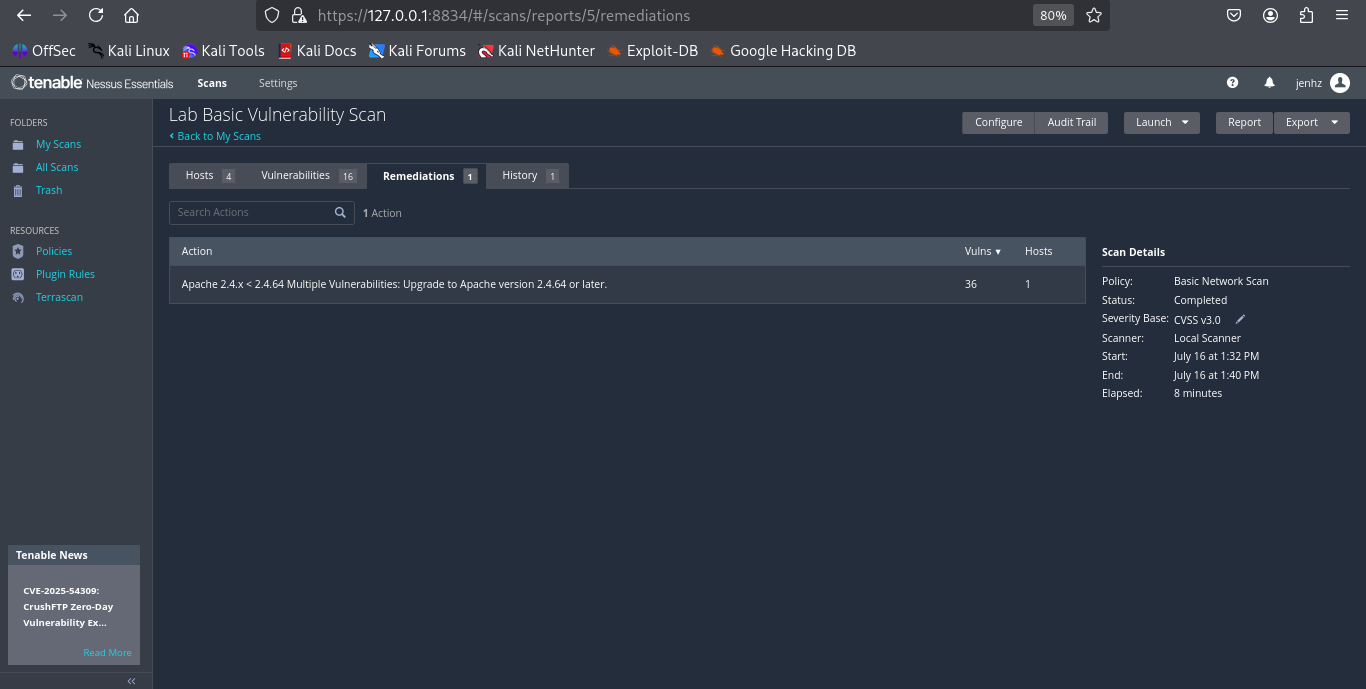 https://127.0.0.1:8834/#/scans/reports/5/remediations 80%
OffSec Kali Linux Kali Tools Kali Docs Kali Forums Kali NetHunter Exploit-DB Google Hacking DB
tenable Nessus Essentials Scans Settings jenhz
FOLDERS
My Scans
All Scans
Trash
RESOURCES
Policies
Plugin Rules
Terrascan
Tenable News
CVE-2025-54309:
CrushFTP Zero-Day
Vulnerability Ex...
Read More
Lab Basic Vulnerability Scan
Back to My Scans
Configure Audit Trail Launch Report Export
Hosts 4 Vulnerabilities 16 Remediations 1 History 1
Search Actions 1 Action
Action Vulns Hosts
Apache 2.4.x < 2.4.64 Multiple Vulnerabilities: Upgrade to Apache version 2.4.64 or later. 36 1
Scan Details
Policy: Basic Network Scan
Status: Completed
Severity Base: CVSS v3.0
Scanner: Local Scanner
Start: July 16 at 1:32 PM
End: July 16 at 1:40 PM
Elapsed: 8 minutes